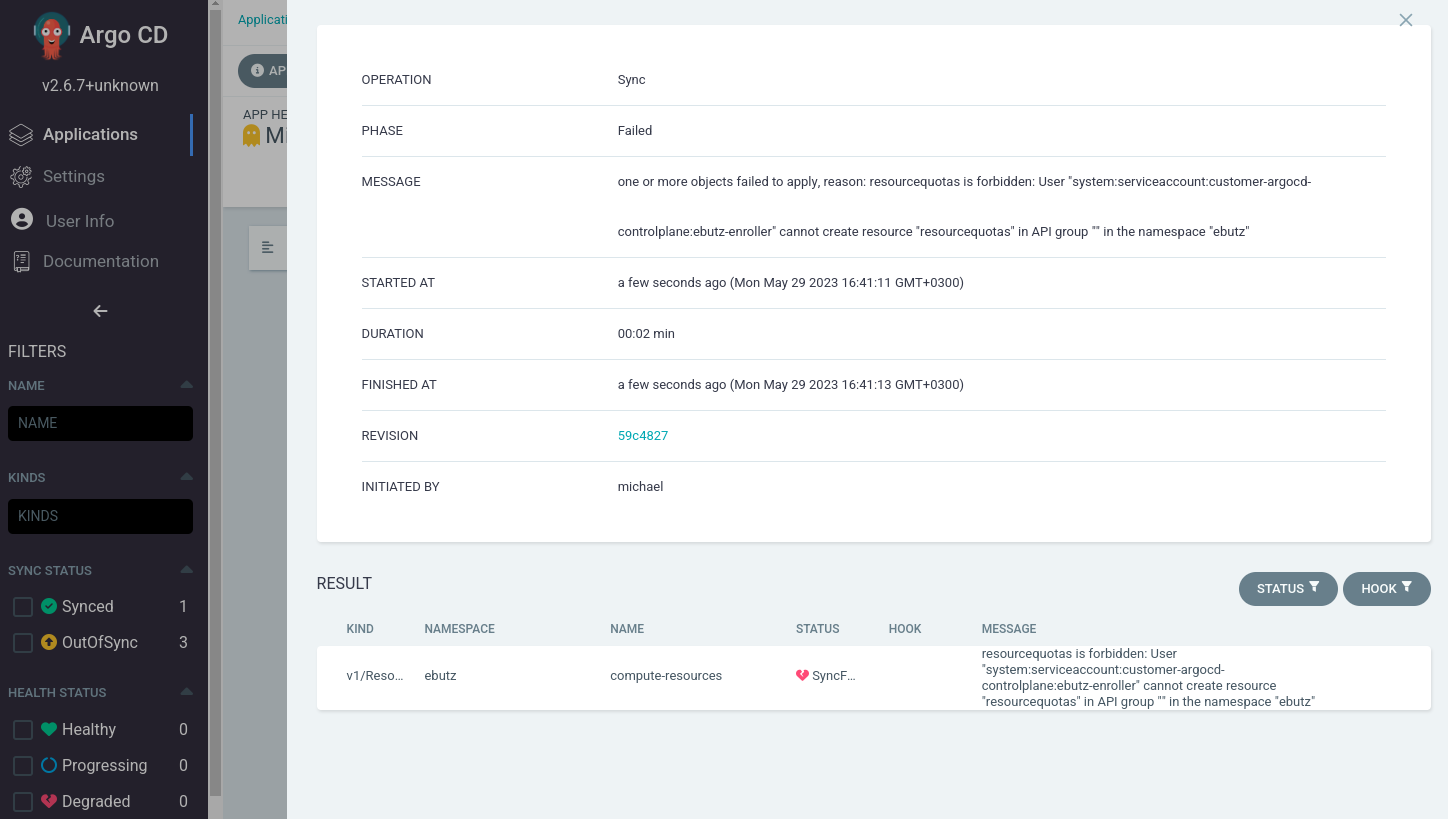 Argo CD
v2.6.7+unknown
Applications
Settings
User Info
Documentation
FILTERS
NAME
NAME
KINDS
KINDS
SYNC STATUS
Synced 1
OutOfSync 3
HEALTH STATUS
Healthy 0
Progressing 0
Degraded 0
Applicati
AP
APP HE
Mi
OPERATION Sync
PHASE Failed
MESSAGE one or more objects failed to apply, reason: resourcequotas is forbidden: User "system:serviceaccount:customer-argocd-
controlplane:ebutz-enroller" cannot create resource "resourcequotas" in API group "" in the namespace "ebutz"
STARTED AT a few seconds ago (Mon May 29 2023 16:41:11 GMT+0300)
DURATION 00:02 min
FINISHED AT a few seconds ago (Mon May 29 2023 16:41:13 GMT+0300)
REVISION 59c4827
INITIATED BY michael
RESULT
STATUS HOOK
KIND NAMESPACE NAME STATUS HOOK MESSAGE
v1/Reso... ebutz compute-resources SyncF...
resourcequotas is forbidden: User
"system:serviceaccount:customer-argocd-
controlplane:ebutz-enroller" cannot create resource
"resourcequotas" in API group "" in the namespace "ebutz"